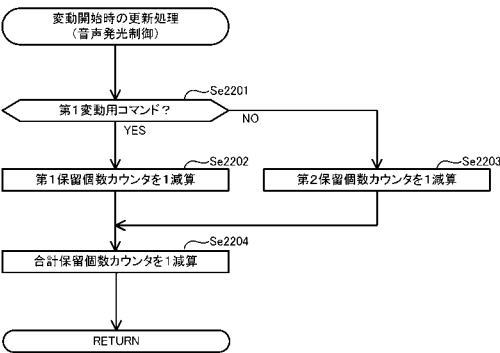 変動開始時の更新処理
(音声発光制御)
Se2201
第1変動用コマンド?
YES
NO
Se2202
第1保留個数カウンタを1減算
Se2203
第2保留個数カウンタを1減算
Se2204
合計保留個数カウンタを1減算
RETURN